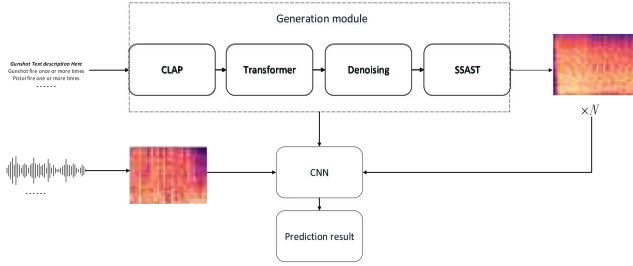 Generation module
Gunshot Text description Here
Gunshot fire once or more times
Pistol fire one or more times
......
CLAP
Transformer
Denoising
SSAST
×N
CNN
......
Prediction result